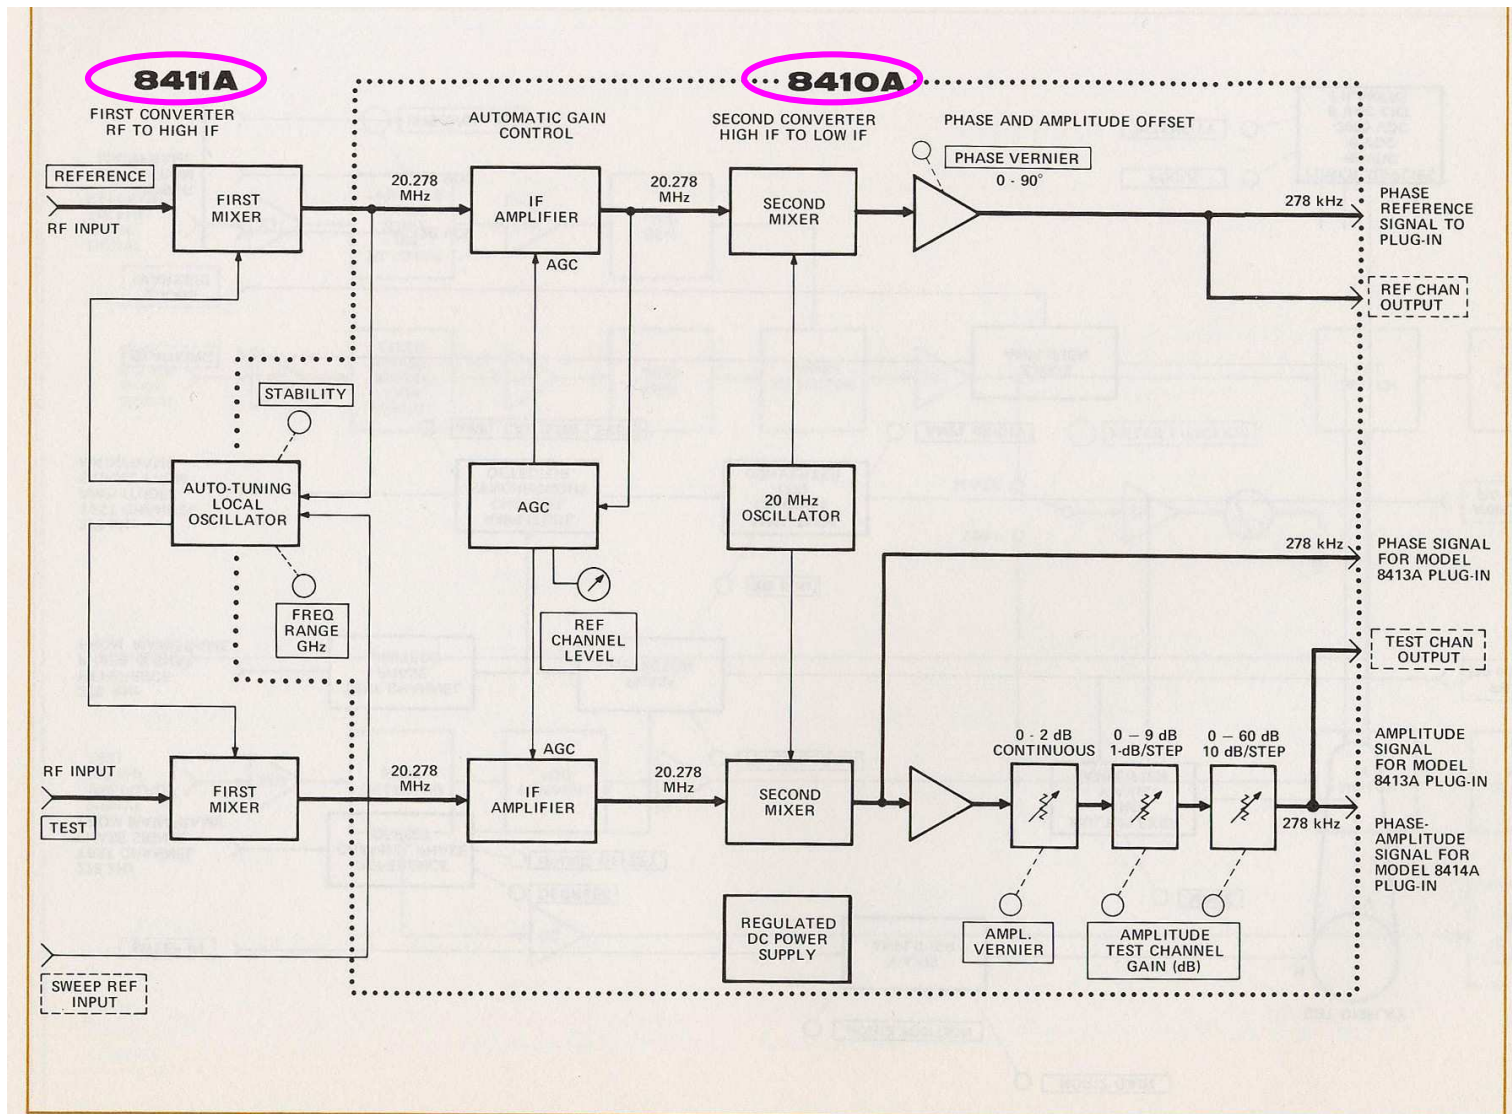 8411A
8410A
FIRST CONVERTER
RF TO HIGH IF
AUTOMATIC GAIN
CONTROL
SECOND CONVERTER
HIGH IF TO LOW IF
PHASE AND AMPLITUDE OFFSET
REFERENCE
RF INPUT
FIRST
MIXER
20.278
MHz
IF
AMPLIFIER
AGC
20.278
MHz
SECOND
MIXER
PHASE VERNIER
0 - 90°
278 kHz
PHASE
REFERENCE
SIGNAL TO
PLUG-IN
REF CHAN
OUTPUT
STABILITY
AUTO-TUNING
LOCAL
OSCILLATOR
FREQ
RANGE
GHz
AGC
REF
CHANNEL
LEVEL
20 MHz
OSCILLATOR
278 kHz
PHASE SIGNAL
FOR MODEL
8413A PLUG-IN
TEST CHAN
OUTPUT
RF INPUT
TEST
FIRST
MIXER
20.278
MHz
AGC
IF
AMPLIFIER
20.278
MHz
SECOND
MIXER
0 - 2 dB
CONTINUOUS
0 – 9 dB
1-dB/STEP
0 – 60 dB
10 dB/STEP
278 kHz
AMPLITUDE
SIGNAL
FOR MODEL
8413A PLUG-IN
PHASE-
AMPLITUDE
SIGNAL FOR
MODEL 8414A
PLUG-IN
AMPL.
VERNIER
AMPLITUDE
TEST CHANNEL
GAIN (dB)
REGULATED
DC POWER
SUPPLY
SWEEP REF
INPUT